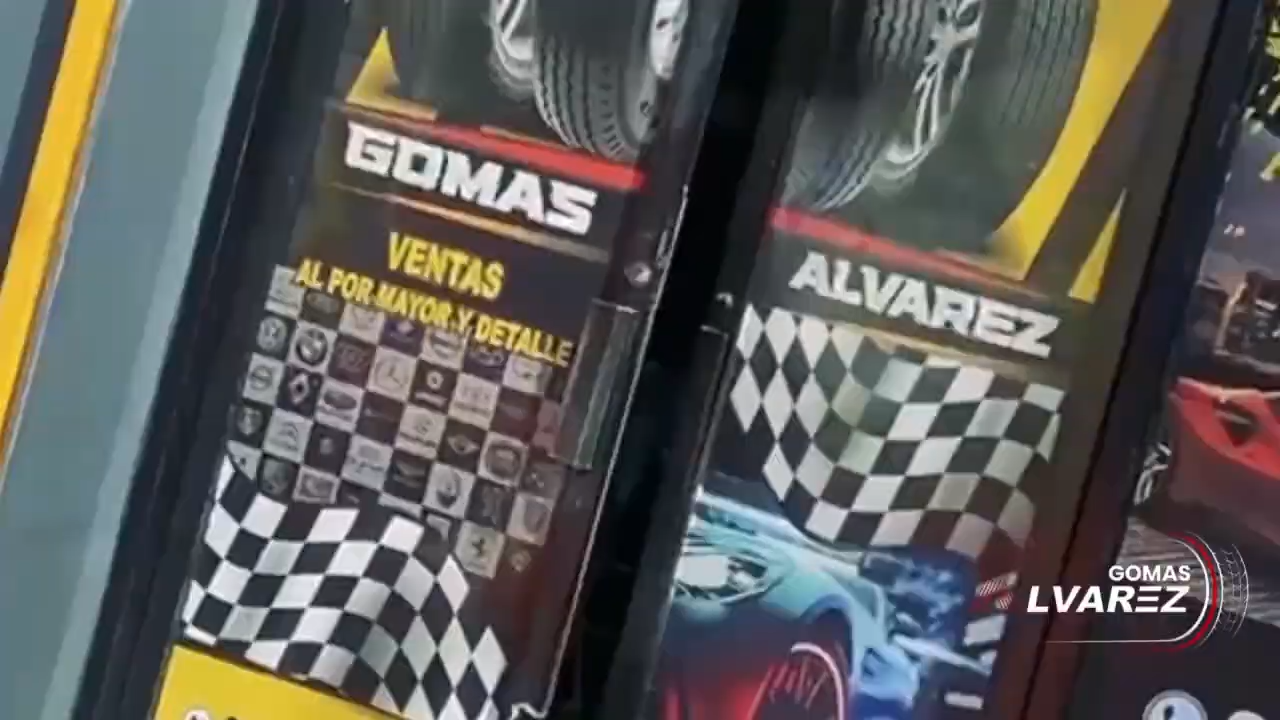 GOMAS
VENTAS
AL POR MAYOR Y DETALLE
ALVAREZ
GOMAS
LVAREZ